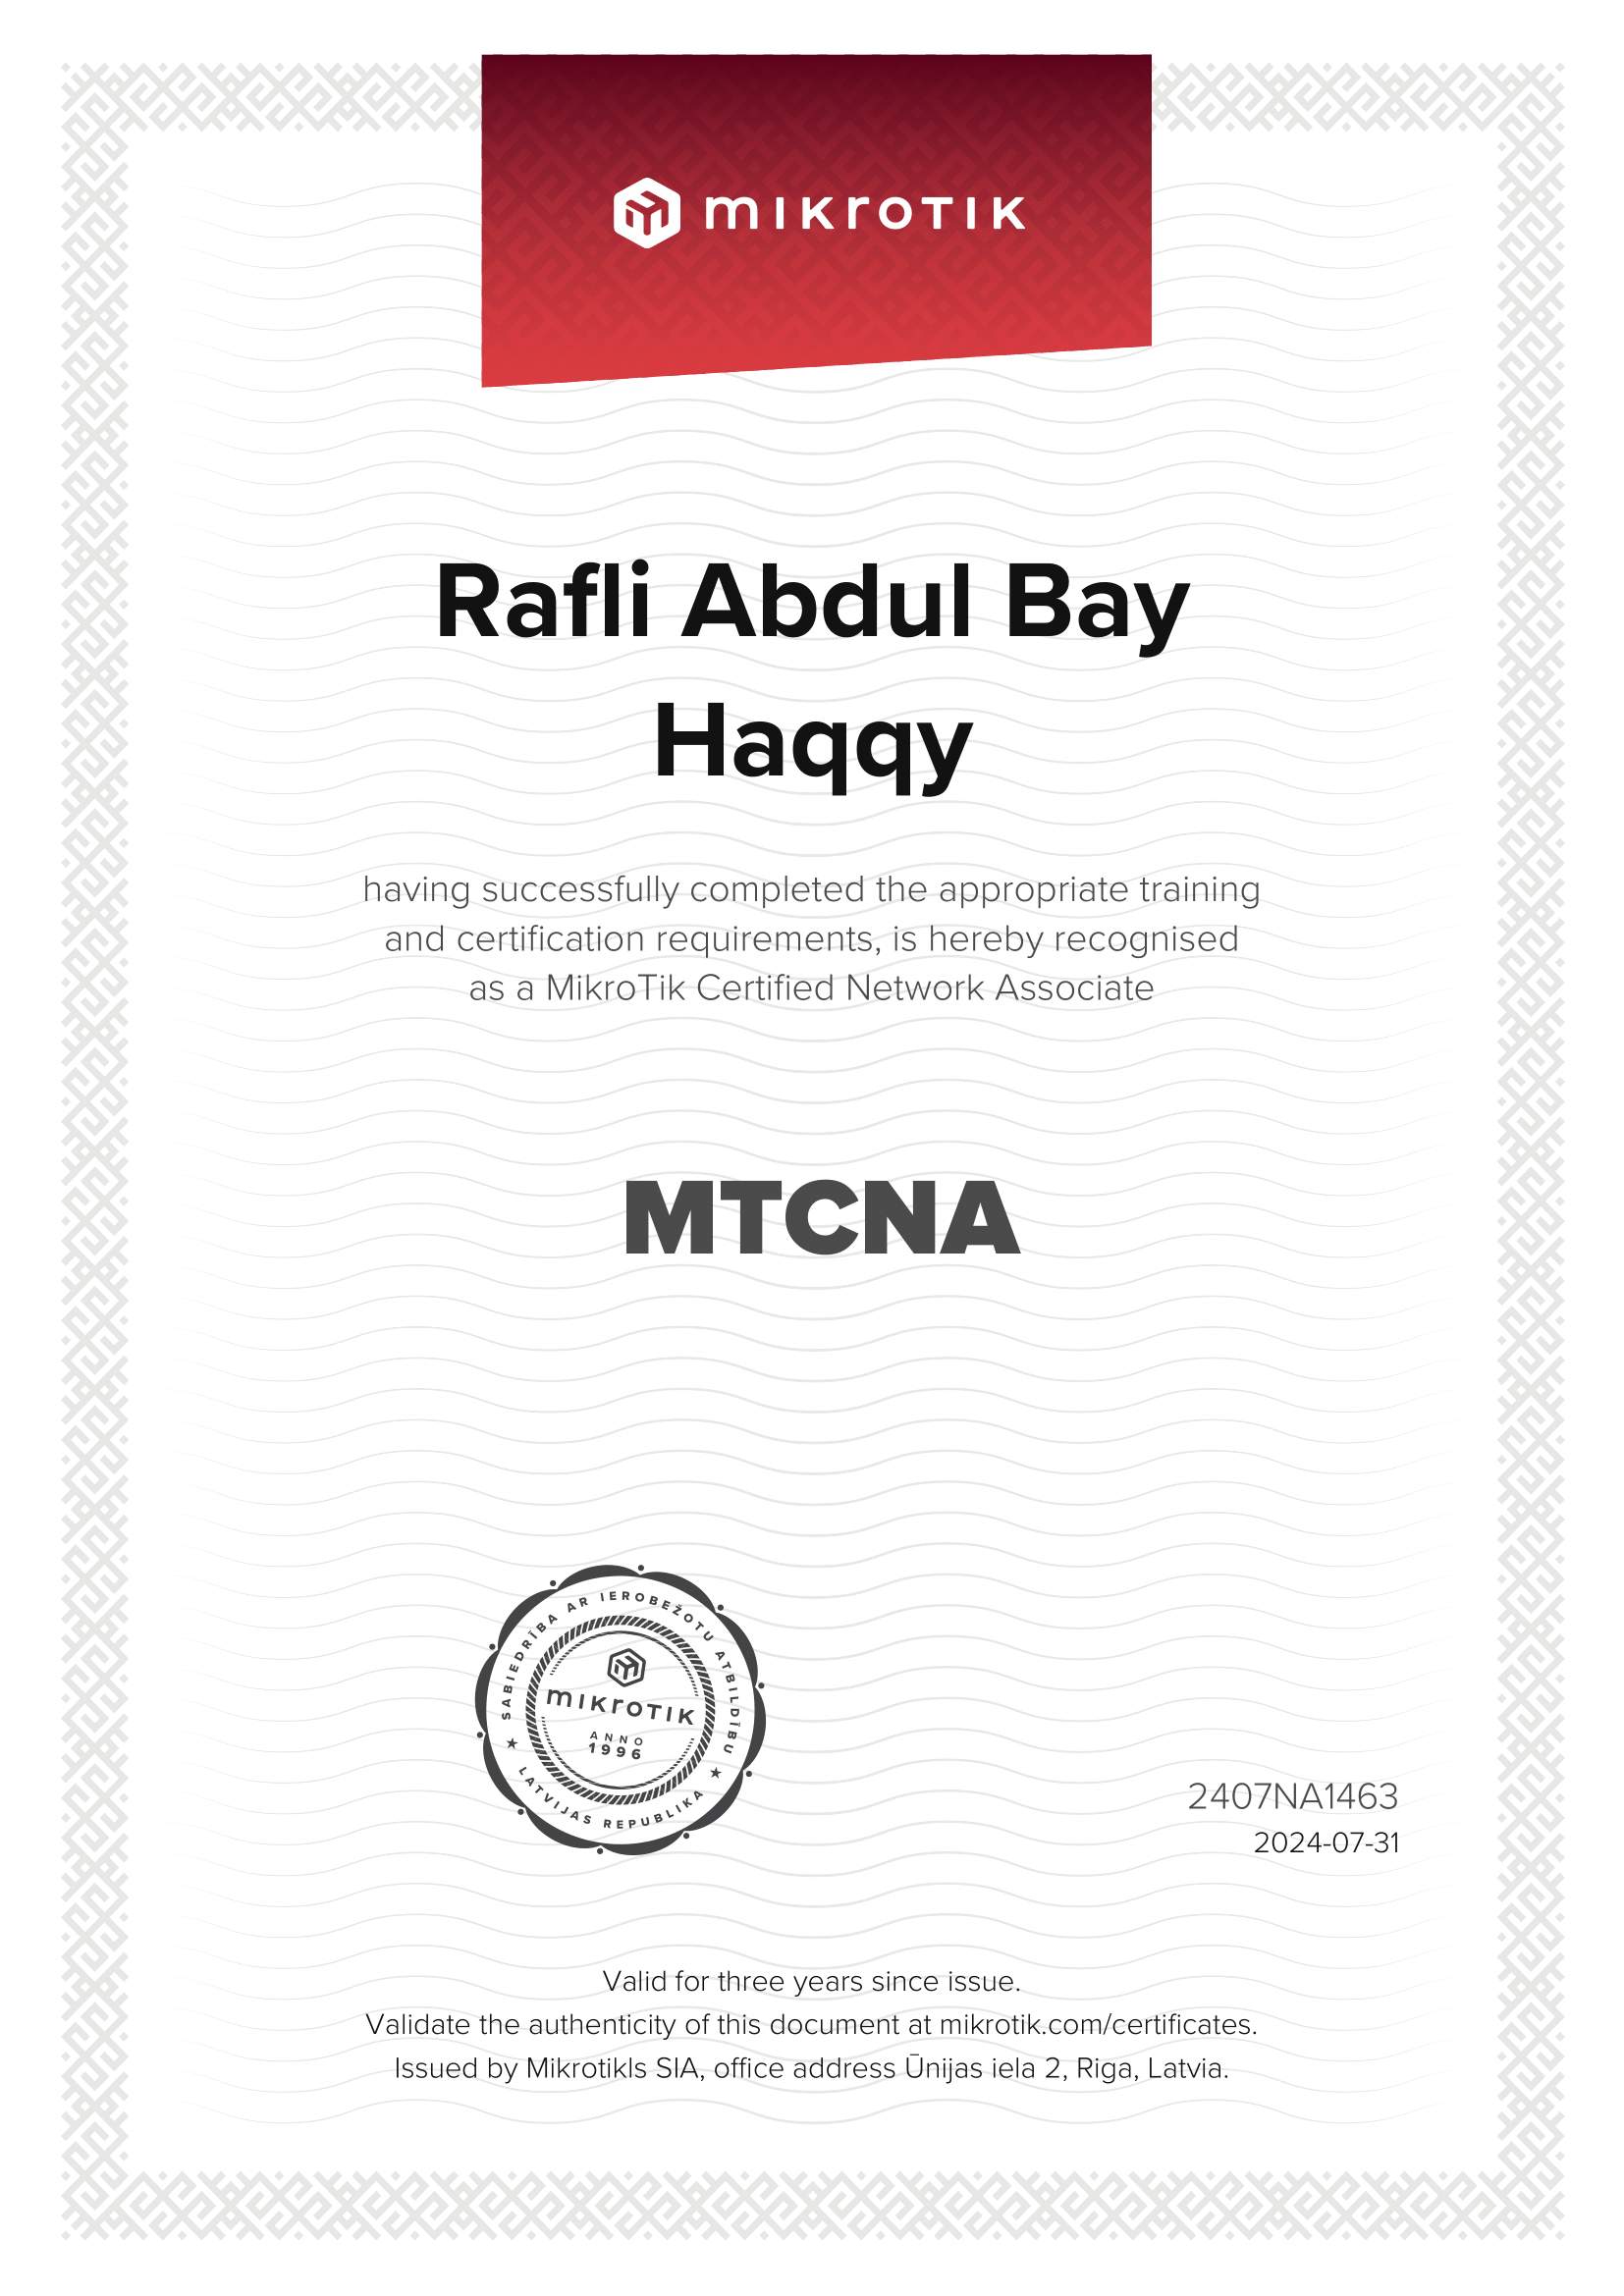 mikrotik
Rafli Abdul Bay
Haqqy
having successfully completed the appropriate training
and certification requirements, is hereby recognised
as a MikroTik Certified Network Associate
MTCNA
SABIEDRĪBA AR IEROBEŽOTU ATBILDĪBU
mikrotik
ANNO
1996
★ LATVIJAS REPUBLIKA ★
2407NA1463
2024-07-31
Valid for three years since issue.
Validate the authenticity of this document at mikrotik.com/certificates.
Issued by Mikrotikls SIA, office address Ūnijas iela 2, Riga, Latvia.